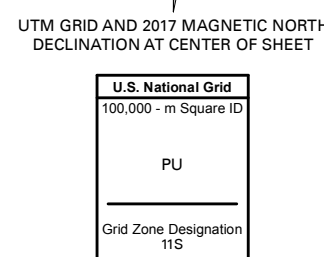 UTM GRID AND 2017 MAGNETIC NORTH
DECLINATION AT CENTER OF SHEET
U.S. National Grid
100,000 - m Square ID
PU
Grid Zone Designation
11S